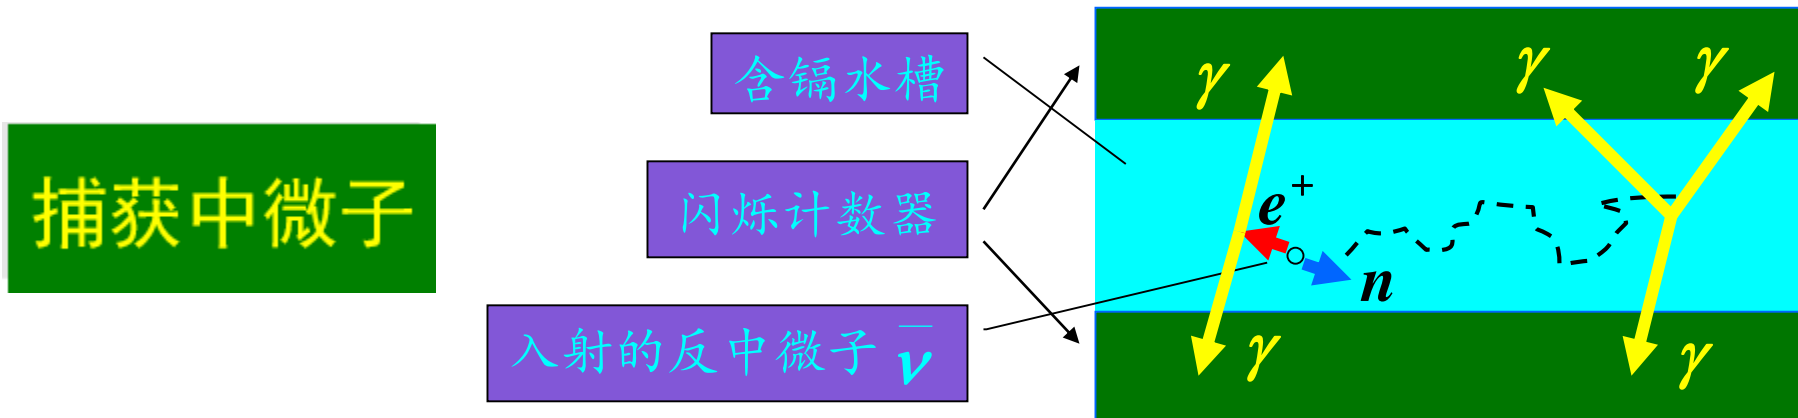 捕获中微子
含镉水槽
闪烁计数器
入射的反中微子 ν̄
γ γ γ
e⁺
n
γ γ